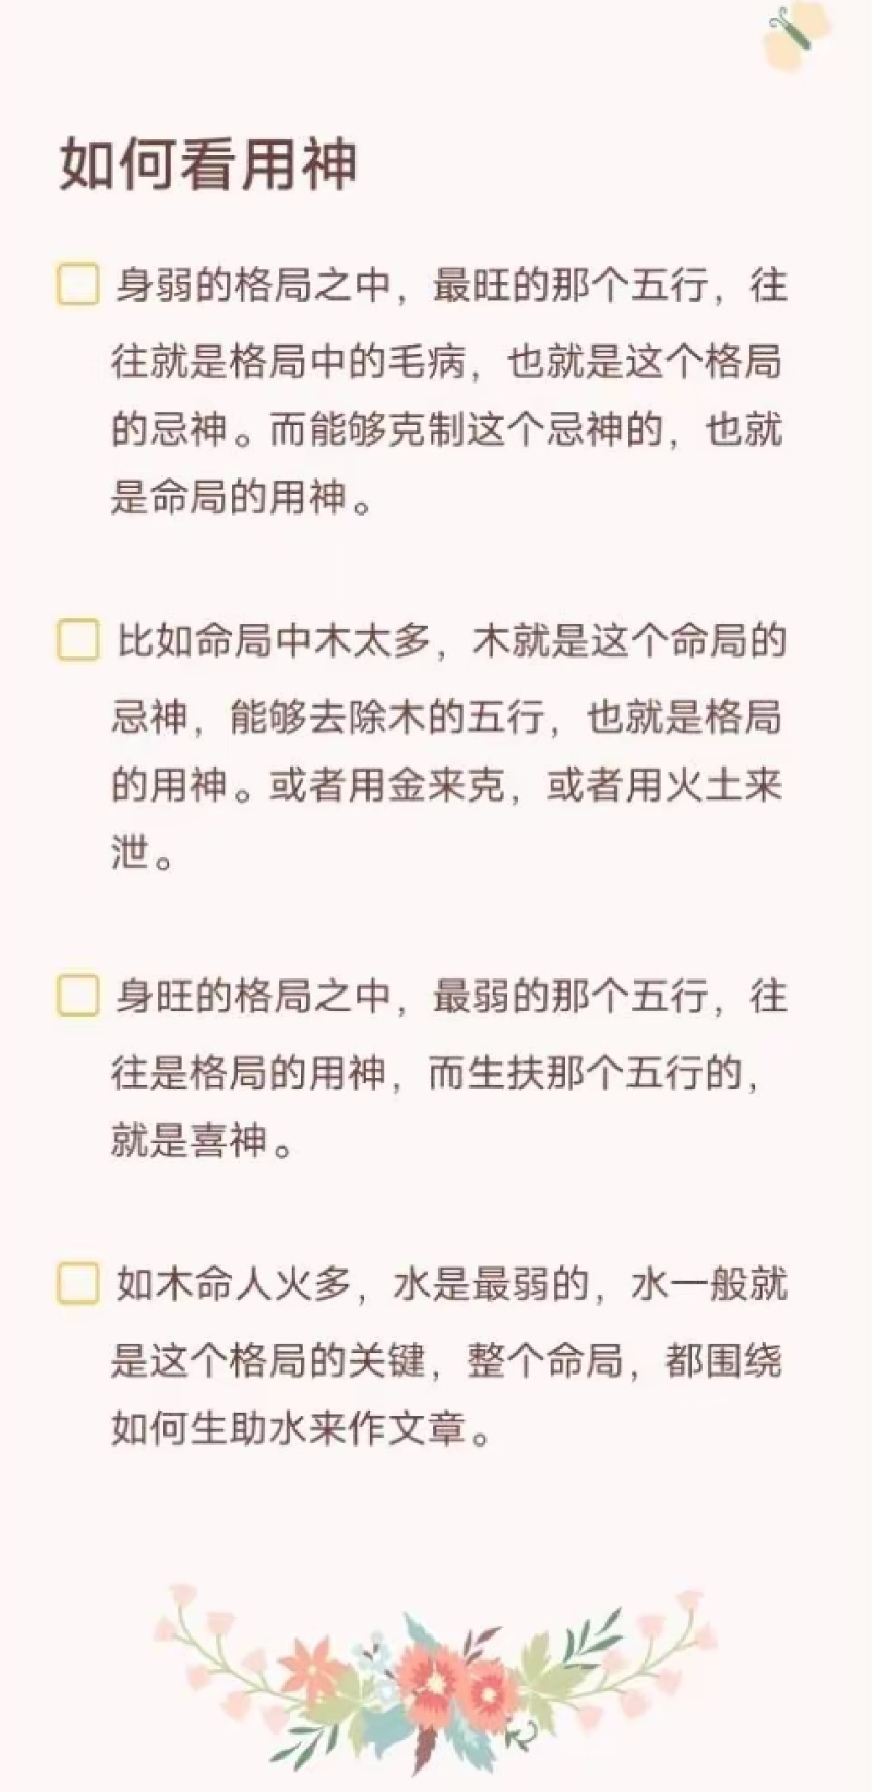 如何看用神
身弱的格局之中，最旺的那个五行，往
往就是格局中的毛病，也就是这个格局
的忌神。而能够克制这个忌神的，也就
是命局的用神。
比如命局中木太多，木就是这个命局的
忌神，能够去除木的五行，也就是格局
的用神。或者用金来克，或者用火土来
泄。
身旺的格局之中，最弱的那个五行，往
往是格局的用神，而生扶那个五行的，
就是喜神。
如木命人火多，水是最弱的，水一般就
是这个格局的关键，整个命局，都围绕
如何生助水来作文章。